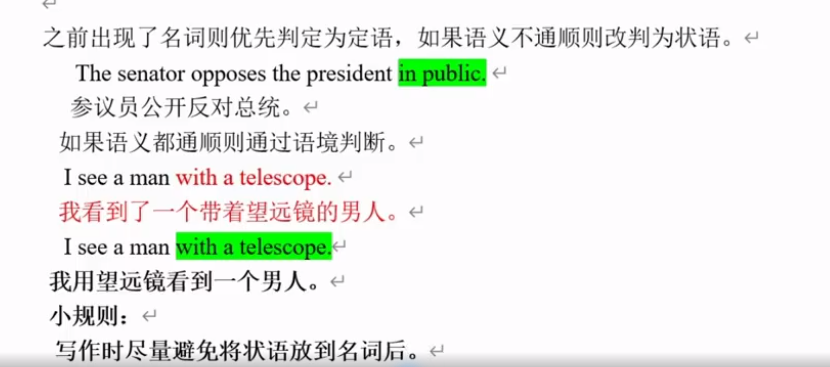 之前出现了名词则优先判定为定语，如果语义不通顺则改判为状语。
The senator opposes the president in public.
参议员公开反对总统。
如果语义都通顺则通过语境判断。
I see a man with a telescope.
我看到了一个带着望远镜的男人。
I see a man with a telescope.
我用望远镜看到一个男人。
小规则：
写作时尽量避免将状语放到名词后。